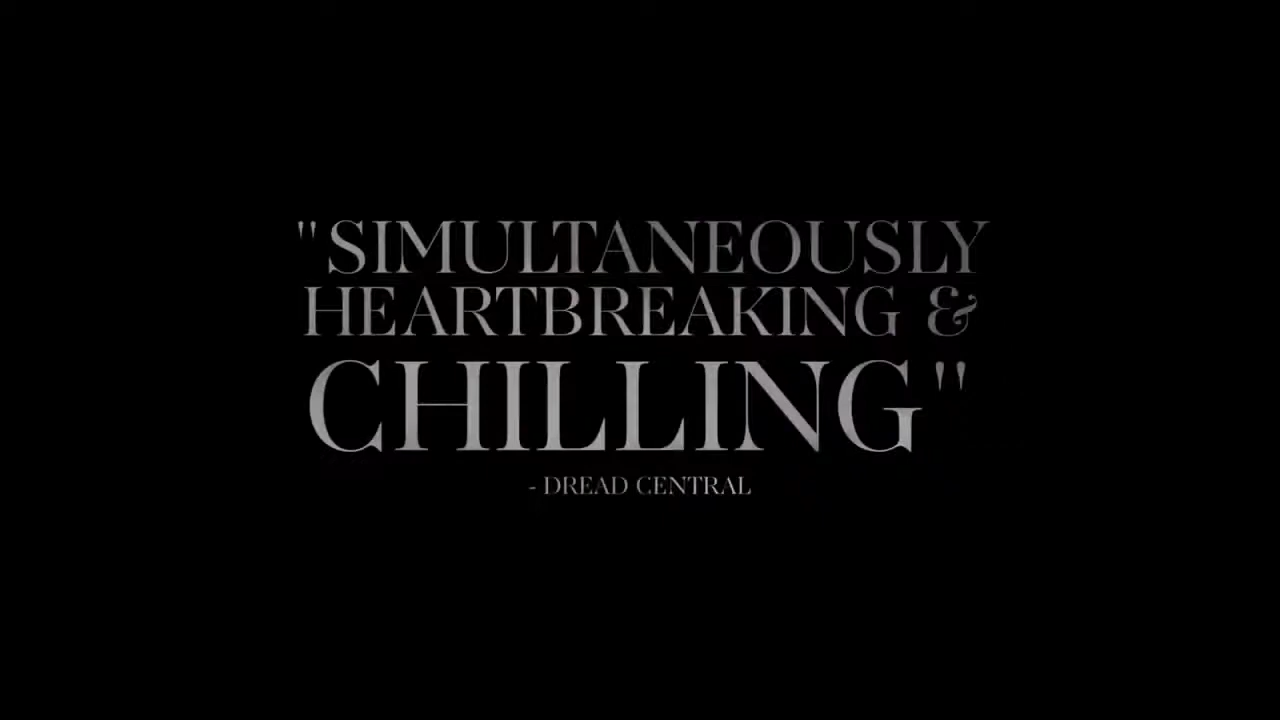 "SIMULTANEOUSLY
HEARTBREAKING &
CHILLING"
- DREAD CENTRAL